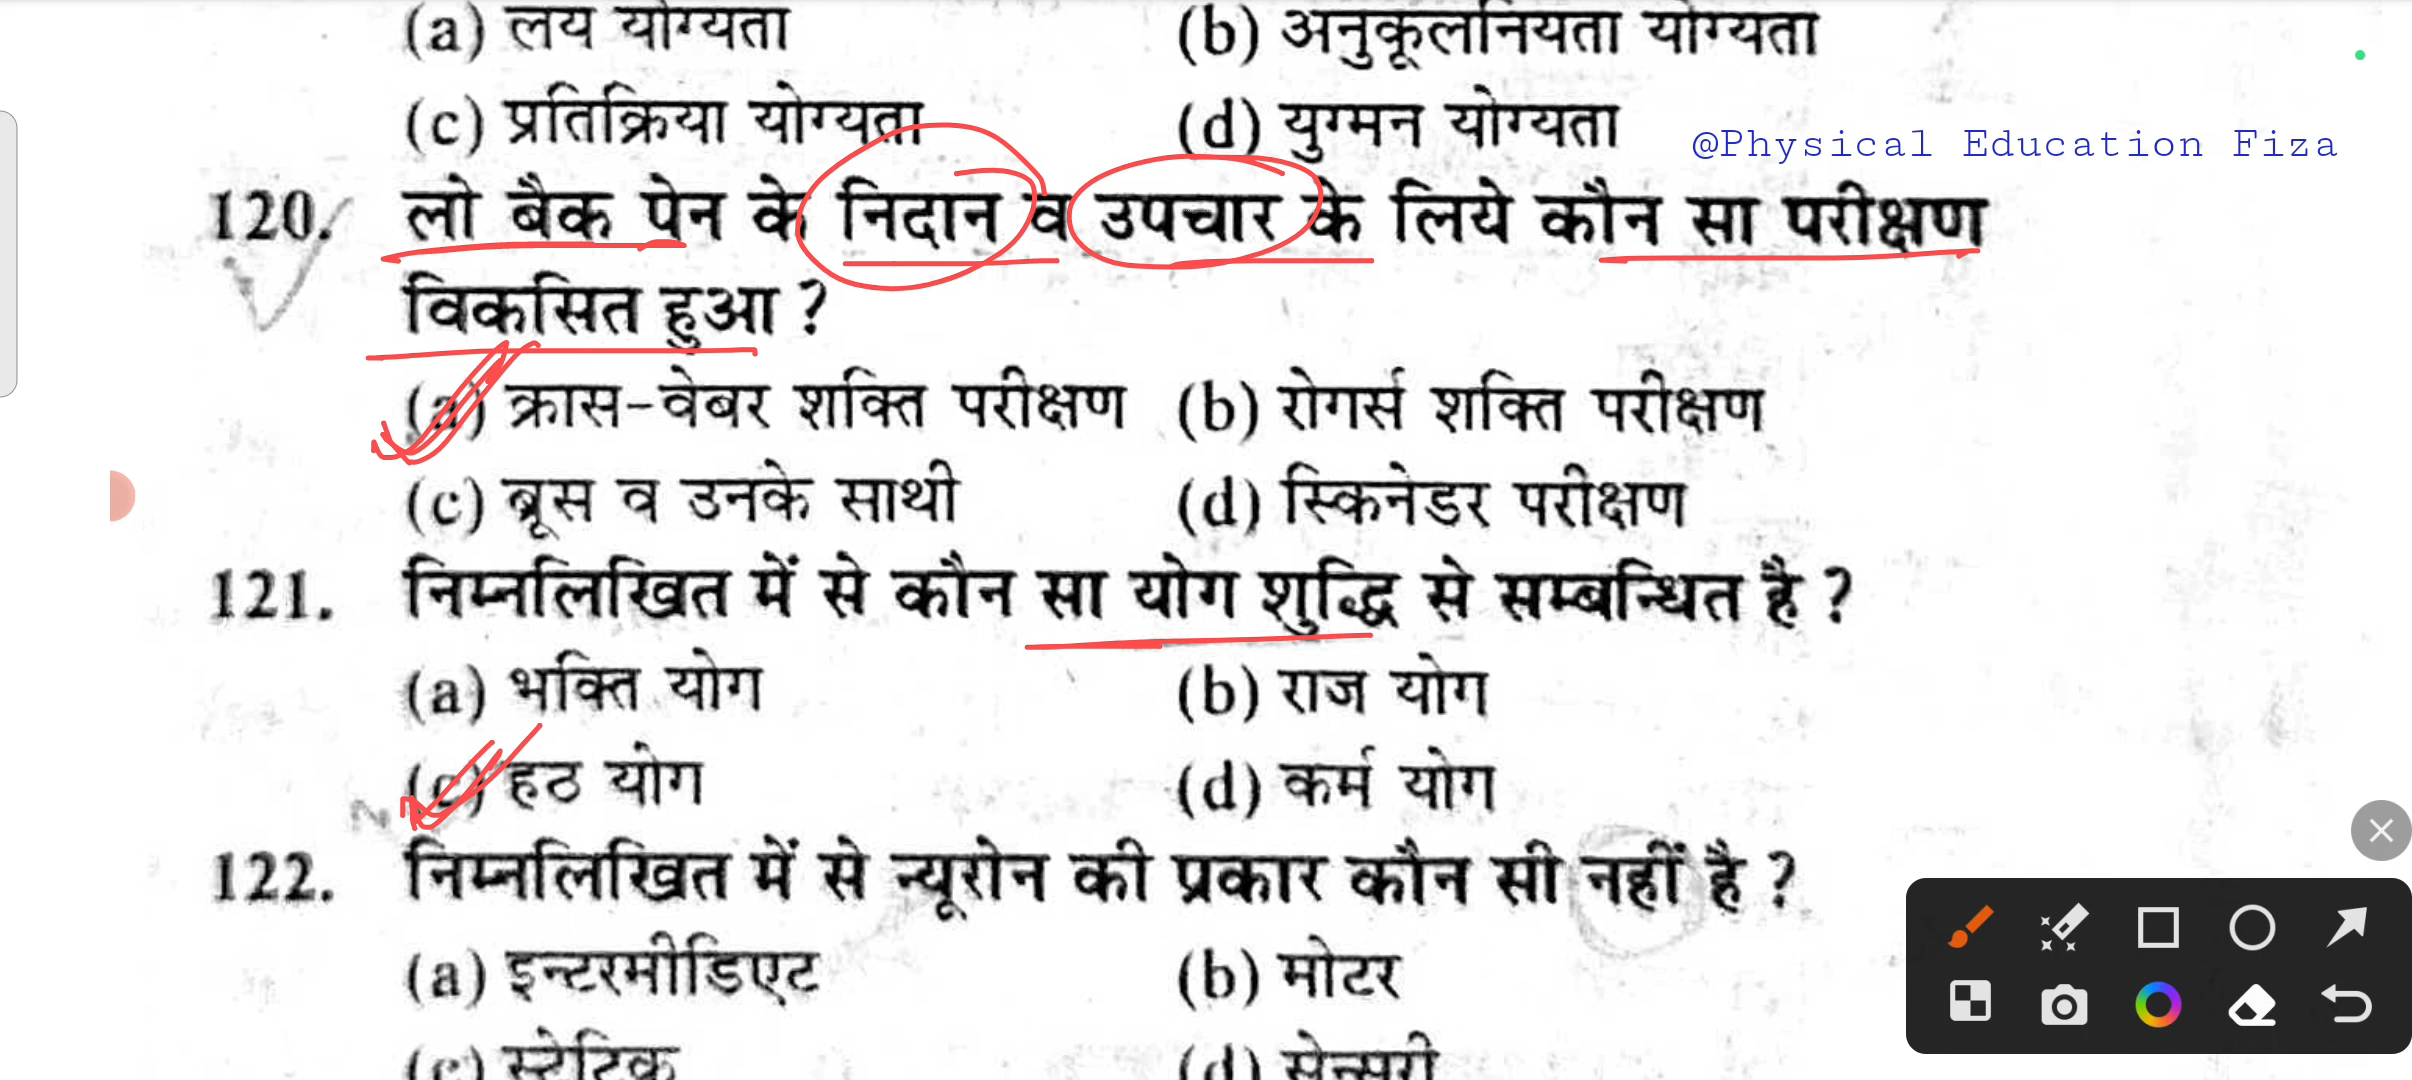 (a) लय योग्यता (b) अनुकूलनियता योग्यता
(c) प्रतिक्रिया योग्यता (d) युग्मन योग्यता
@Physical Education Fiza
120. लो बैक पेन के निदान व उपचार के लिये कौन सा परीक्षण
विकसित हुआ ?
(a) क्रास-वेबर शक्ति परीक्षण (b) रोगर्स शक्ति परीक्षण
(c) ब्रूस व उनके साथी (d) स्किनेडर परीक्षण
121. निम्नलिखित में से कौन सा योग शुद्धि से सम्बन्धित है ?
(a) भक्ति योग (b) राज योग
(c) हठ योग (d) कर्म योग
122. निम्नलिखित में से न्यूरोन की प्रकार कौन सी नहीं है ?
(a) इन्टरमीडिएट (b) मोटर
(c) स्टेटिक (d) सेन्सरी